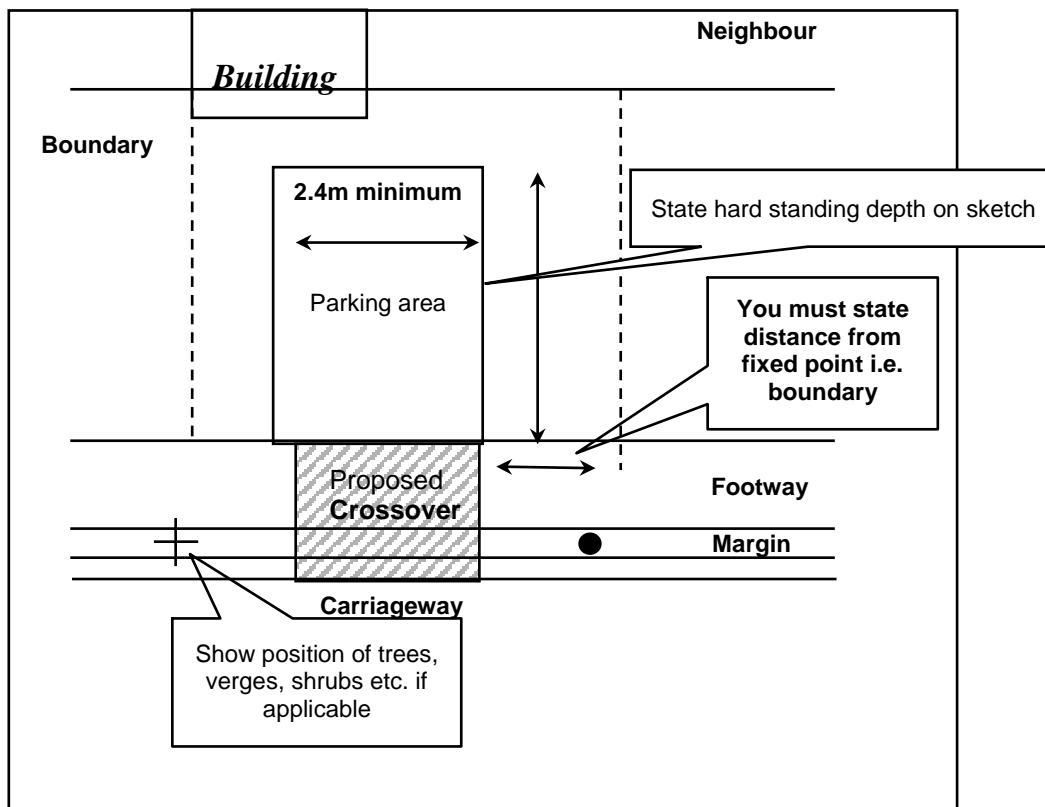 Neighbour
Building
Boundary
2.4m minimum
State hard standing depth on sketch
Parking area
You must state
distance from
fixed point i.e.
boundary
Proposed
Crossover
Footway
Margin
Carriageway
Show position of trees,
verges, shrubs etc. if
applicable